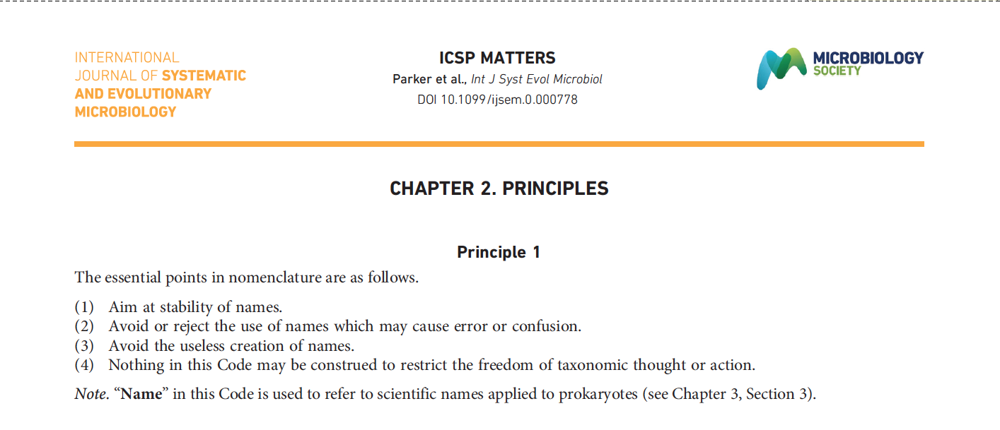 INTERNATIONAL
JOURNAL OF SYSTEMATIC
AND EVOLUTIONARY
MICROBIOLOGY
ICSP MATTERS
Parker et al., Int J Syst Evol Microbiol
DOI 10.1099/ijsem.0.000778
MICROBIOLOGY
SOCIETY
CHAPTER 2. PRINCIPLES
Principle 1
The essential points in nomenclature are as follows.
(1) Aim at stability of names.
(2) Avoid or reject the use of names which may cause error or confusion.
(3) Avoid the useless creation of names.
(4) Nothing in this Code may be construed to restrict the freedom of taxonomic thought or action.
Note. “Name” in this Code is used to refer to scientific names applied to prokaryotes (see Chapter 3, Section 3).